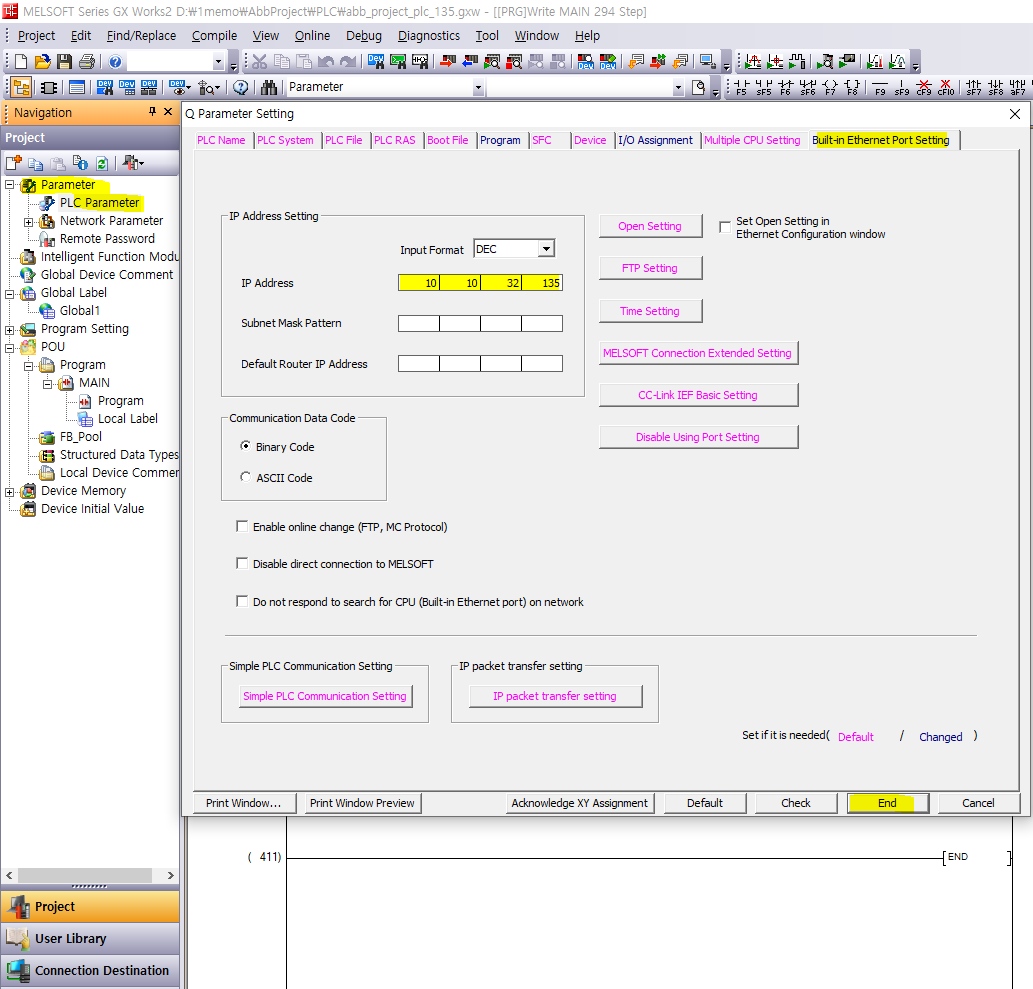 MELSOFT Series GX Works2 D:₩1memo₩AbbProject₩PLC₩abb_project_plc_135.gxw - [[PRG]Write MAIN 294 Step]
Project Edit Find/Replace Compile View Online Debug Diagnostics Tool Window Help
Parameter
F5 sF5 F6 sF6 F7 F8 F9 sF9 cF9 cF10 sF7 sF8 aF7
Navigation
Project
Parameter
PLC Parameter
Network Parameter
Remote Password
Intelligent Function Modu
Global Device Comment
Global Label
Global1
Program Setting
POU
Program
MAIN
Program
Local Label
FB_Pool
Structured Data Types
Local Device Commer
Device Memory
Device Initial Value
Project
User Library
Connection Destination
Q Parameter Setting
PLC Name PLC System PLC File PLC RAS Boot File Program SFC Device I/O Assignment Multiple CPU Setting Built-in Ethernet Port Setting
IP Address Setting
Input Format DEC
IP Address 10 10 32 135
Subnet Mask Pattern
Default Router IP Address
Open Setting
Set Open Setting in
Ethernet Configuration window
FTP Setting
Time Setting
MELSOFT Connection Extended Setting
CC-Link IEF Basic Setting
Disable Using Port Setting
Communication Data Code
Binary Code
ASCII Code
Enable online change (FTP, MC Protocol)
Disable direct connection to MELSOFT
Do not respond to search for CPU (Built-in Ethernet port) on network
Simple PLC Communication Setting
Simple PLC Communication Setting
IP packet transfer setting
IP packet transfer setting
Set if it is needed( Default / Changed )
Print Window... Print Window Preview Acknowledge XY Assignment Default Check End Cancel
( 411) [END ]